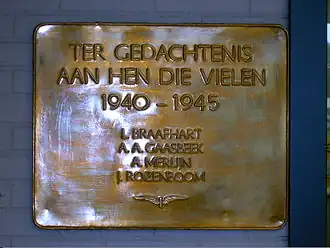 TER GEDACHTENIS
AAN HEN DIE VIELEN
1940-1945
L. BRAAFHART
A. A. GAASBEEK
A. MERLIJN
J. ROZENBOOM